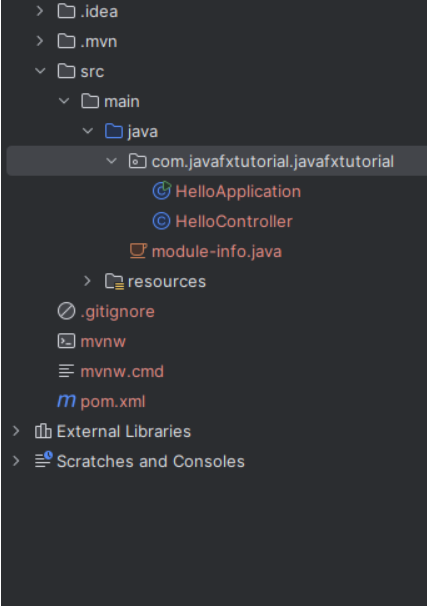 .idea
.mvn
src
main
java
com.javafxtutorial.javafxtutorial
HelloApplication
HelloController
module-info.java
resources
.gitignore
mvnw
mvnw.cmd
pom.xml
External Libraries
Scratches and Consoles